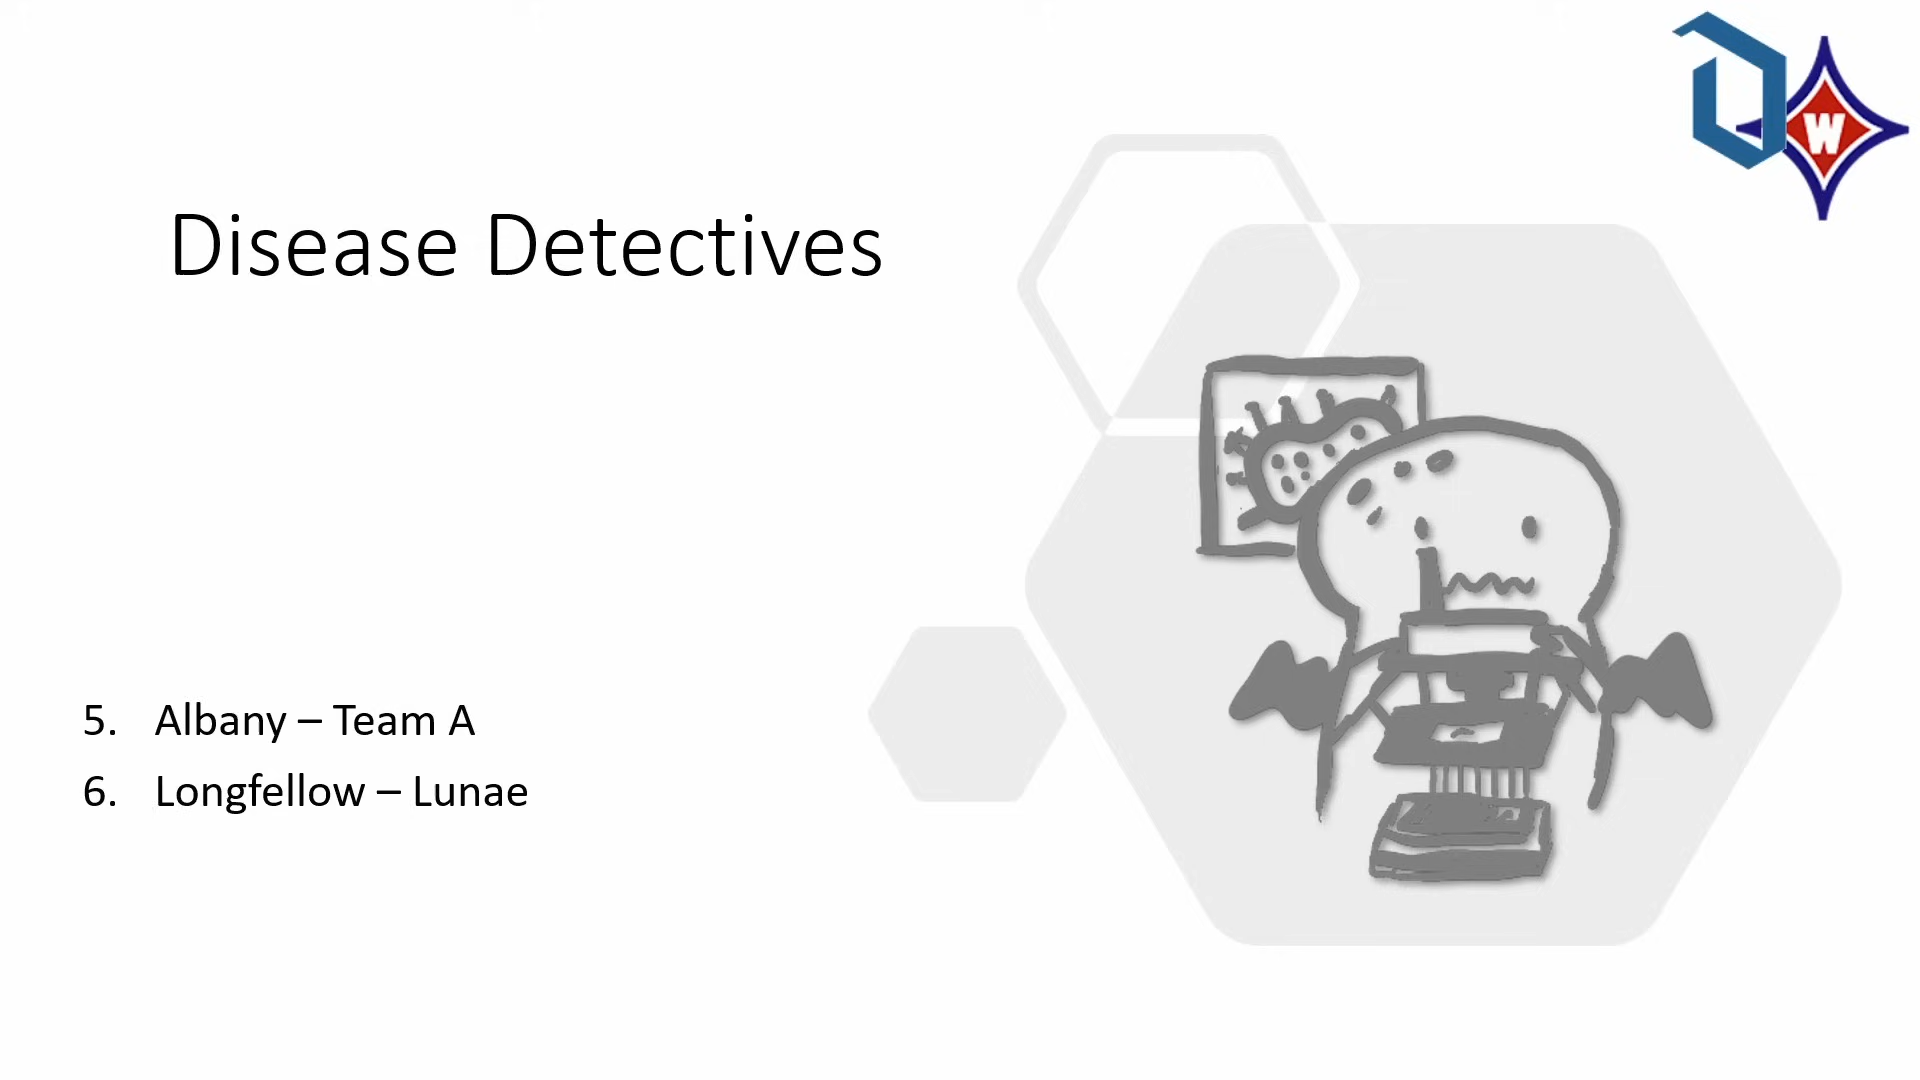 W
Disease Detectives
5. Albany – Team A
6. Longfellow – Lunae